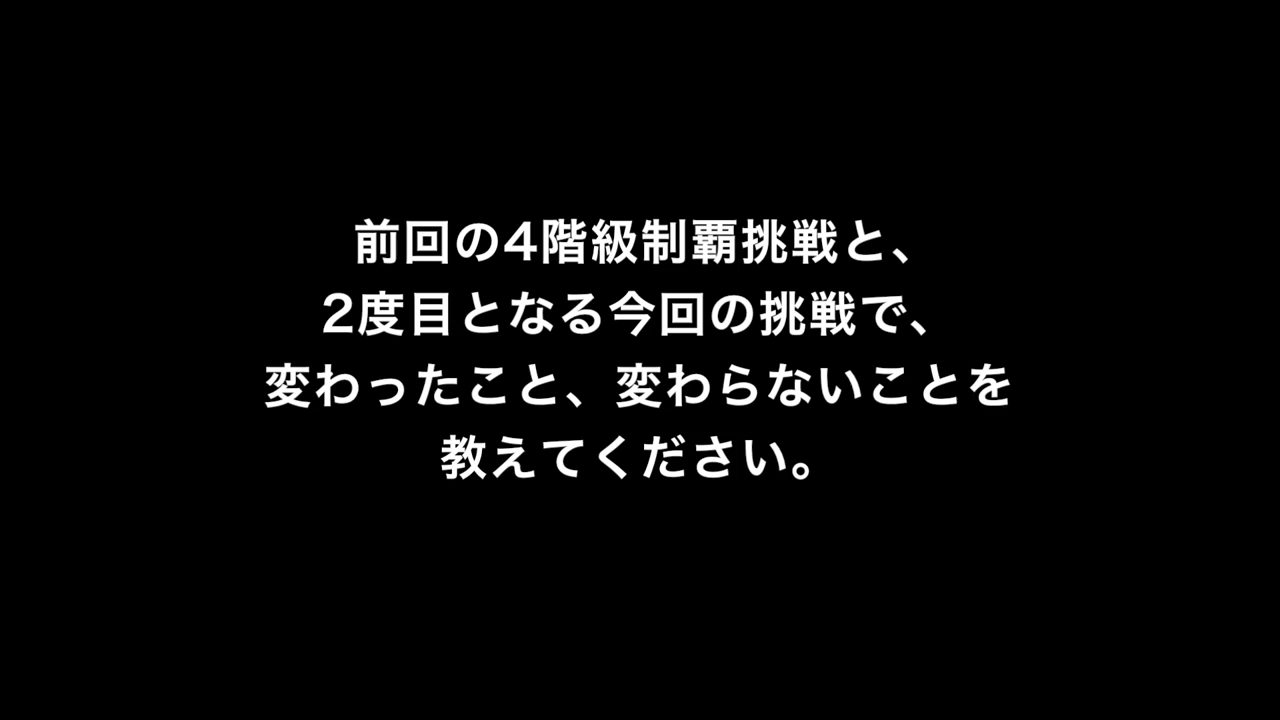 前回の4階級制覇挑戦と、
2度目となる今回の挑戦で、
変わったこと、変わらないことを
教えてください。